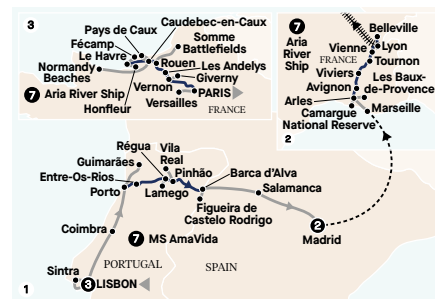 3
Pays de Caux
Caudebec-en-Caux
Fécamp
Somme
Battlefields
Le Havre
Rouen
Les Andelys
Normandy
Beaches
Giverny
Vernon
7 Aria River Ship
PARIS
Honfleur
Versailles
FRANCE
7
Aria
River
Ship
Belleville
Vienne
Lyon
FRANCE
Tournon
Viviers
Les Baux-
de-Provence
Avignon
Arles
Camargue
National Reserve
Marseille
2
Régua
Vila
Real
Guimarães
Pinhão
Barca d'Alva
Entre-Os-Rios
Porto
Lamego
Salamanca
Figueira de
Castelo Rodrigo
2
Madrid
Coimbra
7 MS AmaVida
PORTUGAL
SPAIN
Sintra
3 LISBON
1